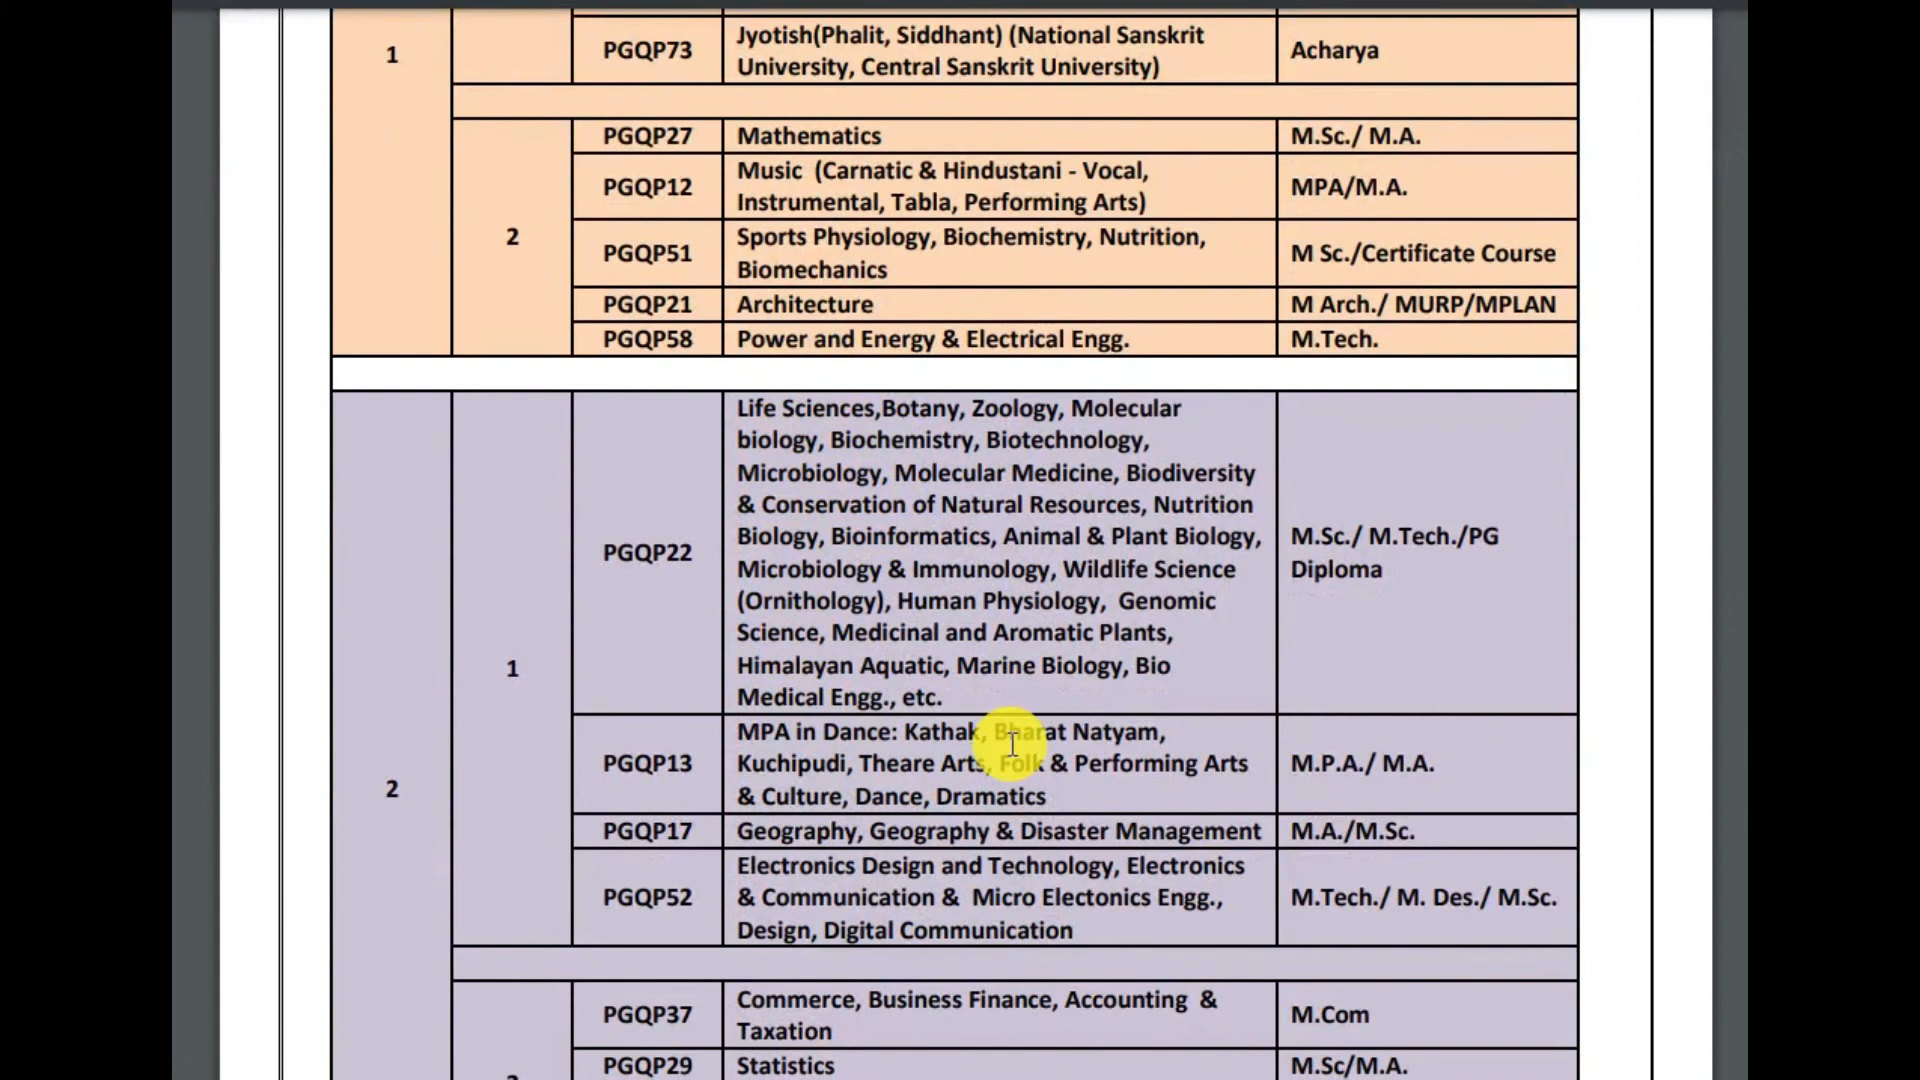 1
PGQP73
Jyotish(Phalit, Siddhant) (National Sanskrit
University, Central Sanskrit University)
Acharya
2
PGQP27
Mathematics
M.Sc./ M.A.
PGQP12
Music (Carnatic & Hindustani - Vocal,
Instrumental, Tabla, Performing Arts)
MPA/M.A.
PGQP51
Sports Physiology, Biochemistry, Nutrition,
Biomechanics
M Sc./Certificate Course
PGQP21
Architecture
M Arch./ MURP/MPLAN
PGQP58
Power and Energy & Electrical Engg.
M.Tech.
2
1
PGQP22
Life Sciences,Botany, Zoology, Molecular
biology, Biochemistry, Biotechnology,
Microbiology, Molecular Medicine, Biodiversity
& Conservation of Natural Resources, Nutrition
Biology, Bioinformatics, Animal & Plant Biology,
Microbiology & Immunology, Wildlife Science
(Ornithology), Human Physiology, Genomic
Science, Medicinal and Aromatic Plants,
Himalayan Aquatic, Marine Biology, Bio
Medical Engg., etc.
M.Sc./ M.Tech./PG
Diploma
PGQP13
MPA in Dance: Kathak, Bharat Natyam,
Kuchipudi, Theare Arts, Folk & Performing Arts
& Culture, Dance, Dramatics
M.P.A./ M.A.
PGQP17
Geography, Geography & Disaster Management
M.A./M.Sc.
PGQP52
Electronics Design and Technology, Electronics
& Communication & Micro Electonics Engg.,
Design, Digital Communication
M.Tech./ M. Des./ M.Sc.
PGQP37
Commerce, Business Finance, Accounting &
Taxation
M.Com
PGQP29
Statistics
M.Sc/M.A.